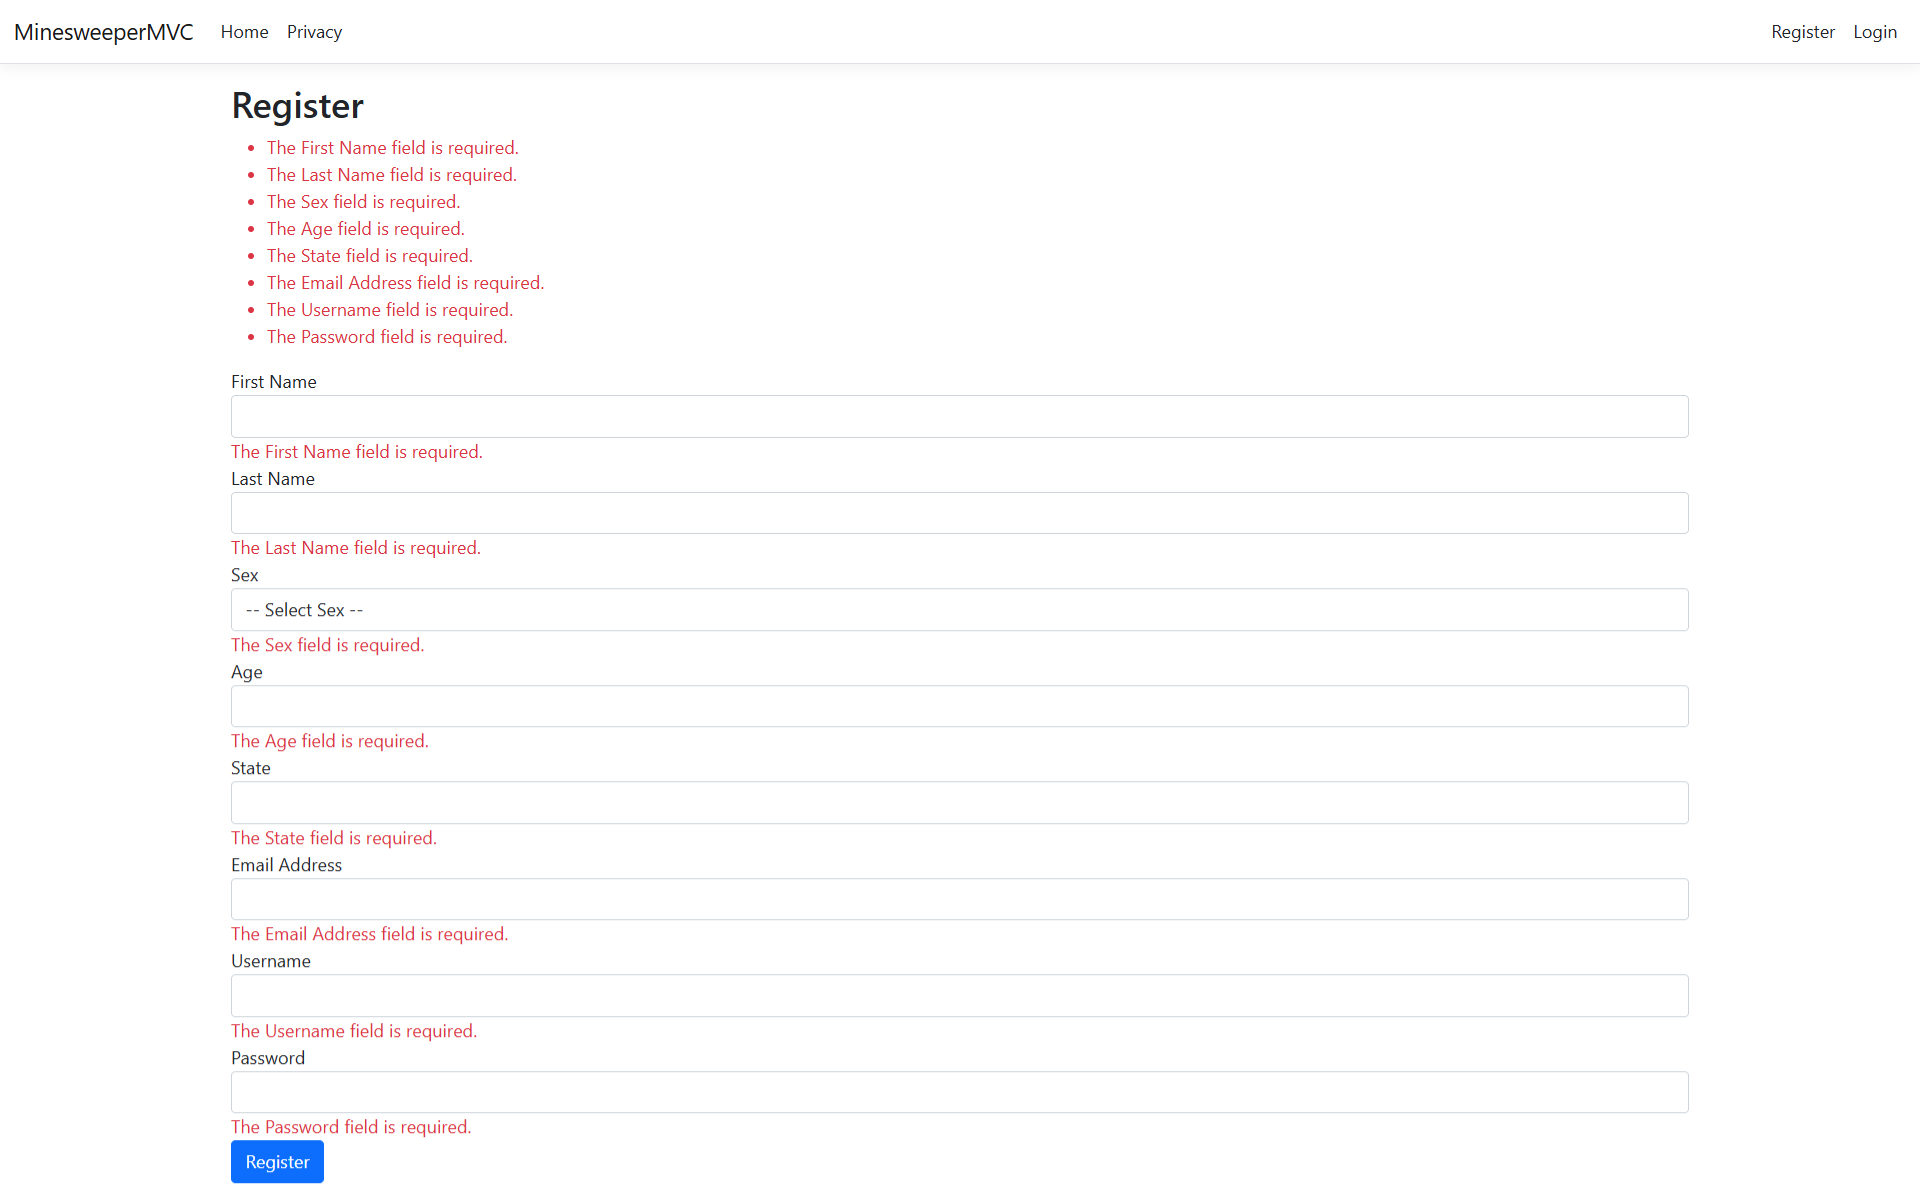 MinesweeperMVC Home Privacy Register Login
Register
The First Name field is required.
The Last Name field is required.
The Sex field is required.
The Age field is required.
The State field is required.
The Email Address field is required.
The Username field is required.
The Password field is required.
First Name
The First Name field is required.
Last Name
The Last Name field is required.
Sex
-- Select Sex --
The Sex field is required.
Age
The Age field is required.
State
The State field is required.
Email Address
The Email Address field is required.
Username
The Username field is required.
Password
The Password field is required.
Register